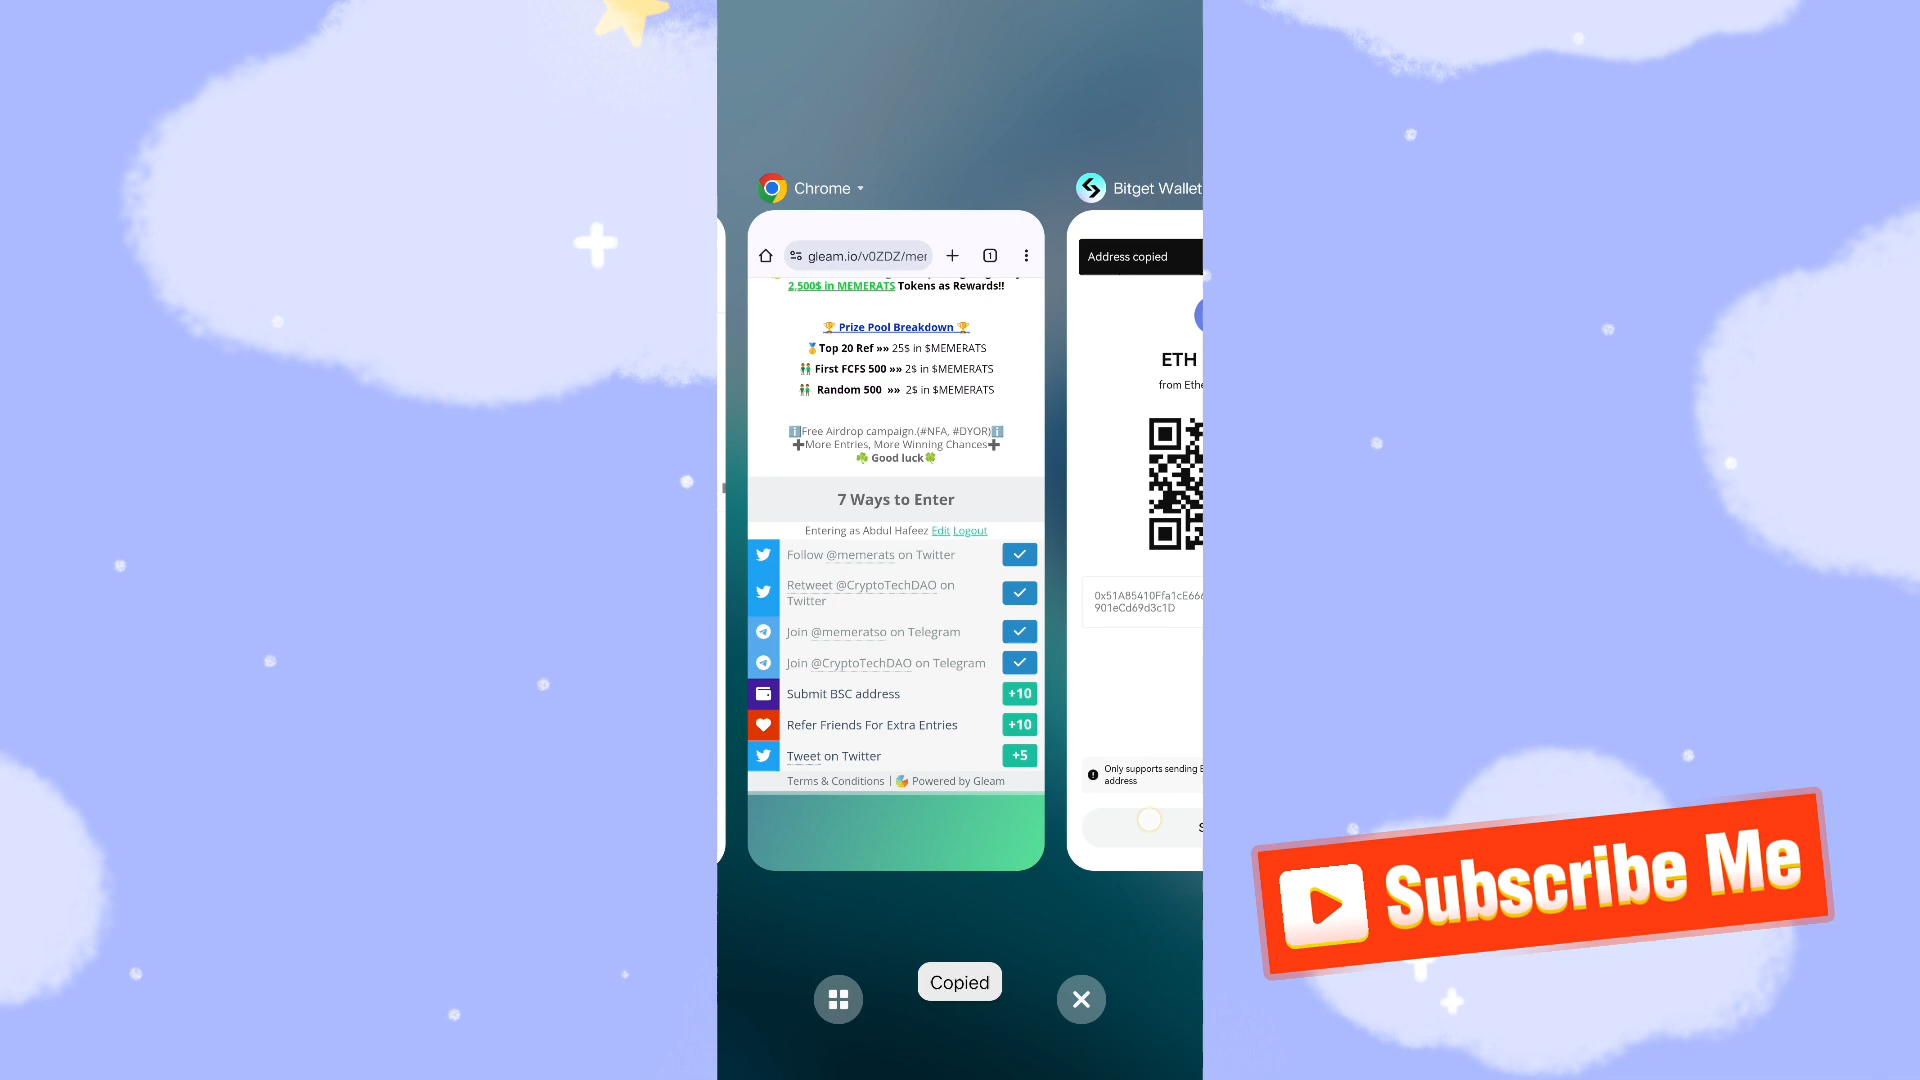 Chrome
gleam.io/v0ZDZ/mer
1
2,500$ in MEMERATS Tokens as Rewards!!
🏆 Prize Pool Breakdown 🏆
🥇Top 20 Ref »» 25$ in $MEMERATS
👬 First FCFS 500 »» 2$ in $MEMERATS
👬 Random 500 »» 2$ in $MEMERATS
ℹ️Free Airdrop campaign.(#NFA, #DYOR)ℹ️
➕More Entries, More Winning Chances➕
☘️ Good luck🍀
7 Ways to Enter
Entering as Abdul Hafeez Edit Logout
Follow @memerats on Twitter
Retweet @CryptoTechDAO on
Twitter
Join @memeratso on Telegram
Join @CryptoTechDAO on Telegram
Submit BSC address +10
Refer Friends For Extra Entries +10
Tweet on Twitter +5
Terms & Conditions | Powered by Gleam
Bitget Wallet
Address copied
ETH
from Ethe
0x51A85410Ffa1cE666
901eCd69d3c1D
Only supports sending E
address
Copied
Subscribe Me